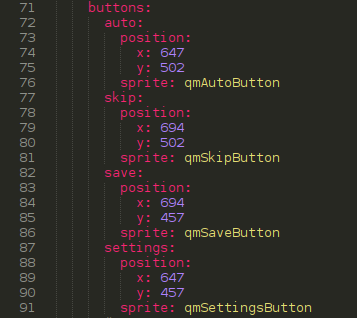 71 buttons:
72 auto:
73 position:
74 x: 647
75 y: 502
76 sprite: qmAutoButton
77 skip:
78 position:
79 x: 694
80 y: 502
81 sprite: qmSkipButton
82 save:
83 position:
84 x: 694
85 y: 457
86 sprite: qmSaveButton
87 settings:
88 position:
89 x: 647
90 y: 457
91 sprite: qmSettingsButton